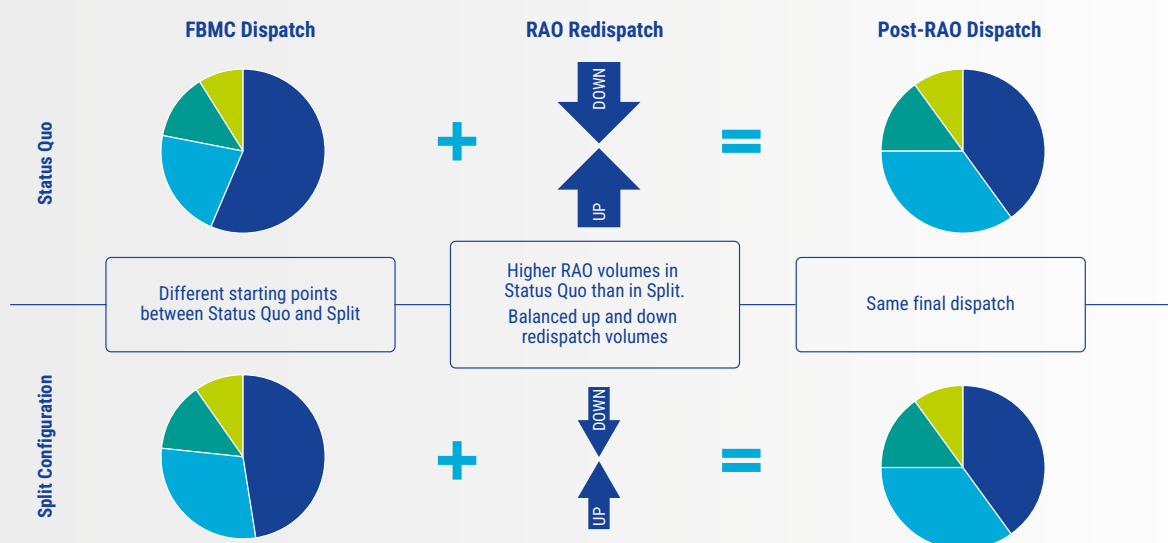 FBMC Dispatch
RAO Redispatch
Post-RAO Dispatch
Status Quo
DOWN
UP
Different starting points
between Status Quo and Split
Higher RAO volumes in
Status Quo than in Split.
Balanced up and down
redispatch volumes
Same final dispatch
Split Configuration
DOWN
UP